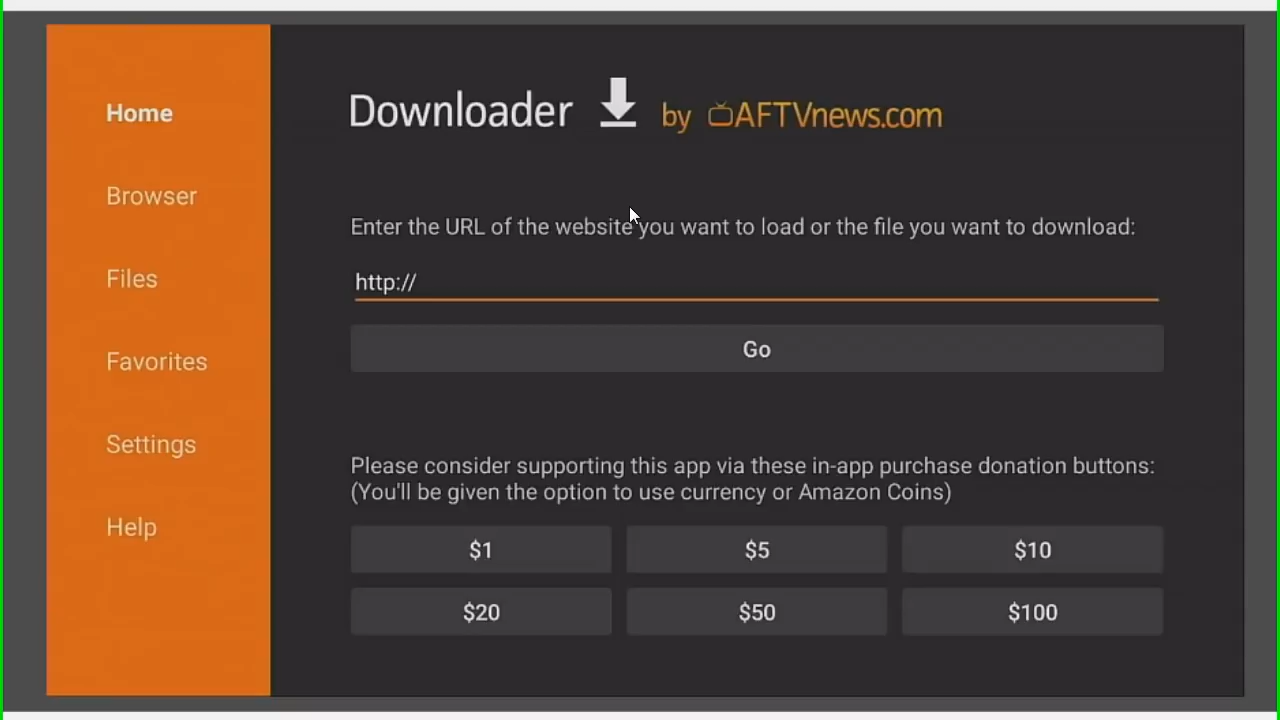 Home
Browser
Files
Favorites
Settings
Help
Downloader by AFTVnews.com
Enter the URL of the website you want to load or the file you want to download:
http://
Go
Please consider supporting this app via these in-app purchase donation buttons:
(You'll be given the option to use currency or Amazon Coins)
$1 $5 $10
$20 $50 $100